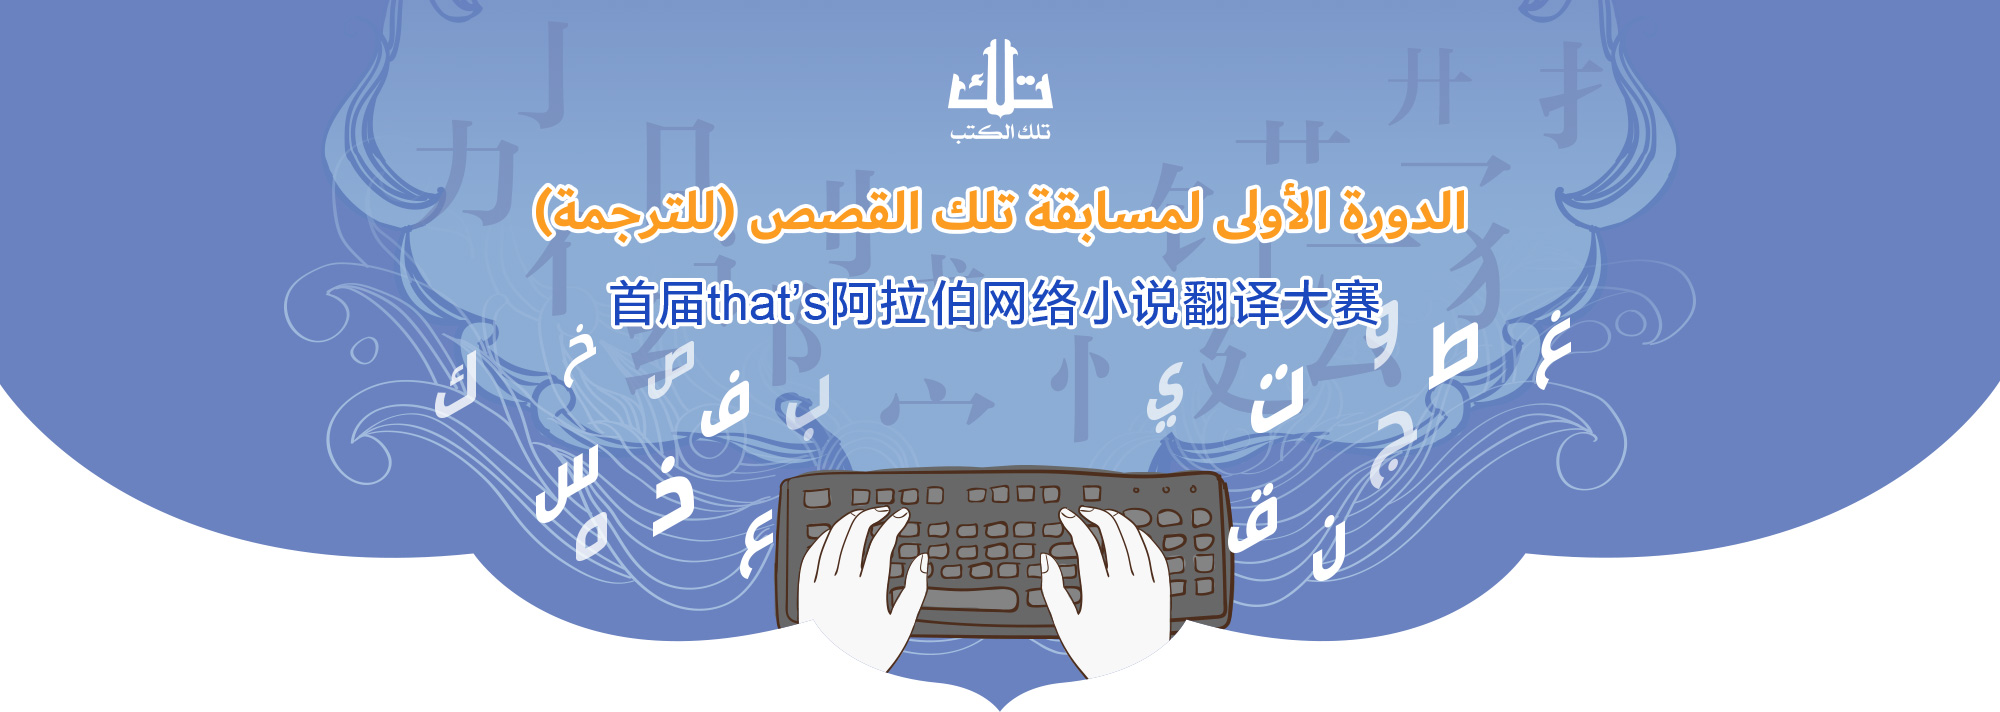 تلك
تلك الكتب
الدورة الأولى لمسابقة تلك القصص (للترجمة)
首届that’s阿拉伯网络小说翻译大赛